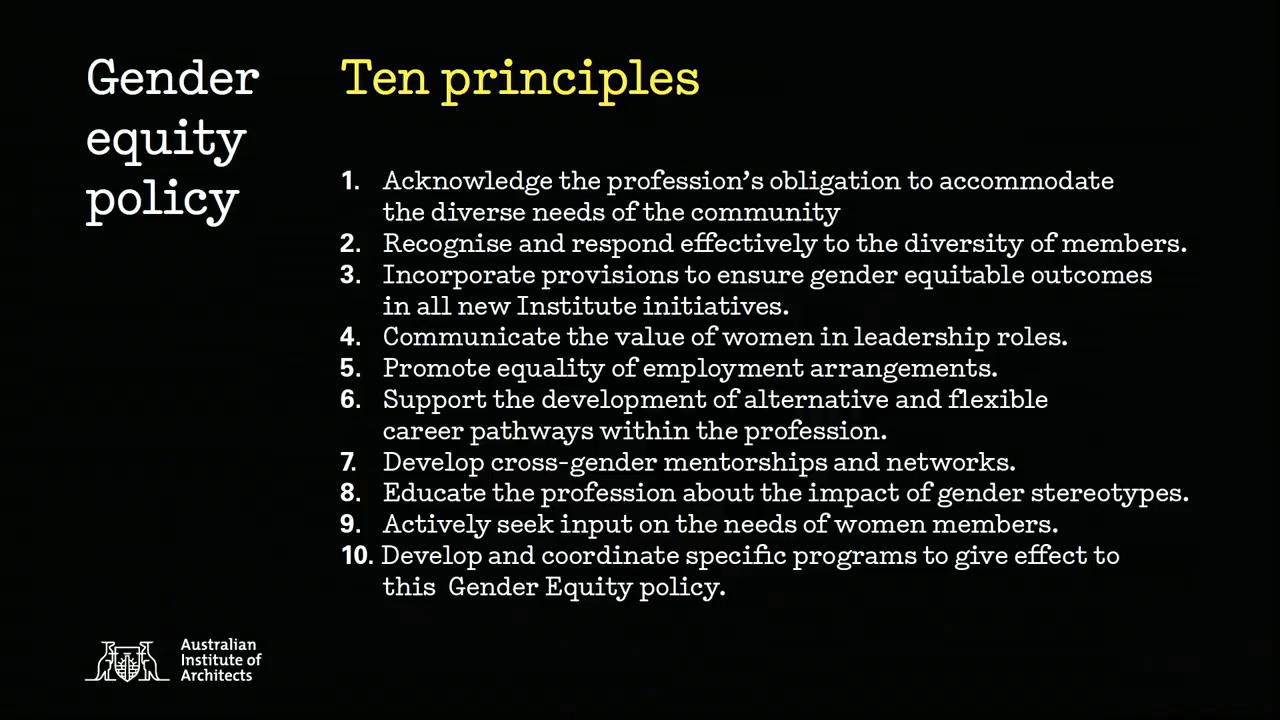 Gender
equity
policy
Ten principles
1. Acknowledge the profession’s obligation to accommodate
the diverse needs of the community
2. Recognise and respond effectively to the diversity of members.
3. Incorporate provisions to ensure gender equitable outcomes
in all new Institute initiatives.
4. Communicate the value of women in leadership roles.
5. Promote equality of employment arrangements.
6. Support the development of alternative and flexible
career pathways within the profession.
7. Develop cross-gender mentorships and networks.
8. Educate the profession about the impact of gender stereotypes.
9. Actively seek input on the needs of women members.
10. Develop and coordinate specific programs to give effect to
this Gender Equity policy.
Australian
Institute of
Architects